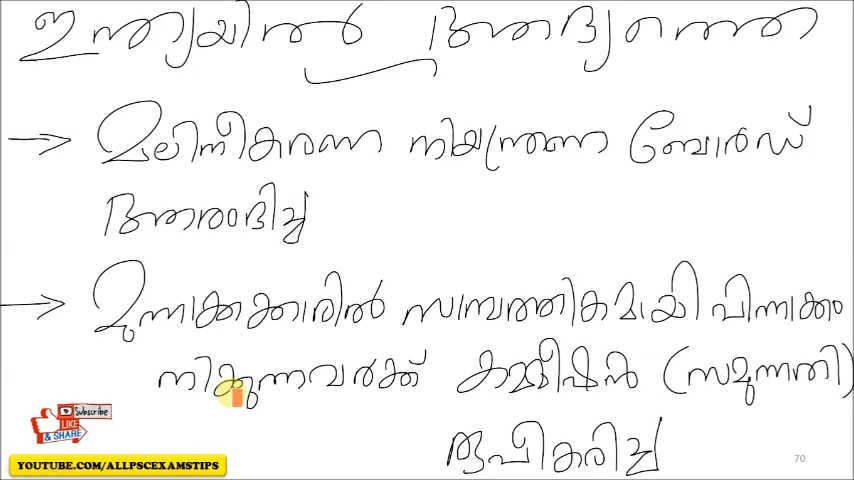 ഇന്ത്യയിൽ ആദ്യത്തെ
→ മലിനീകരണ നിയന്ത്രണ ബോർഡ്
ആരംഭിച്ചു
→ മുന്നാക്കക്കാരിൽ സാമ്പത്തികമായി പിന്നാക്കം
നിക്കുന്നവർക്ക് കമ്മീഷൻ (സമുന്നതി)
രൂപീകരിച്ചു
Subscribe
LIKE
& SHARE
YOUTUBE.COM/ALLPSCEXAMSTIPS
70